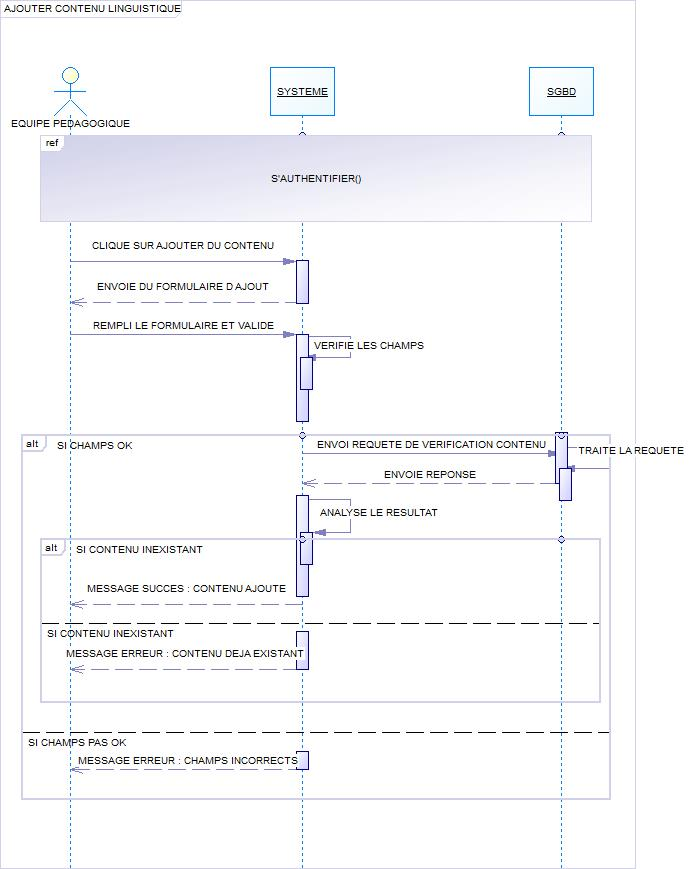 AJOUTER CONTENU LINGUISTIQUE
SYSTEME
SGBD
EQUIPE PEDAGOGIQUE
ref
S'AUTHENTIFIER()
CLIQUE SUR AJOUTER DU CONTENU
ENVOIE DU FORMULAIRE D AJOUT
REMPLI LE FORMULAIRE ET VALIDE
VERIFIE LES CHAMPS
alt
SI CHAMPS OK
ENVOI REQUETE DE VERIFICATION CONTENU
TRAITE LA REQUETE
ENVOIE REPONSE
ANALYSE LE RESULTAT
alt
SI CONTENU INEXISTANT
MESSAGE SUCCES : CONTENU AJOUTE
SI CONTENU INEXISTANT
MESSAGE ERREUR : CONTENU DEJA EXISTANT
SI CHAMPS PAS OK
MESSAGE ERREUR : CHAMPS INCORRECTS